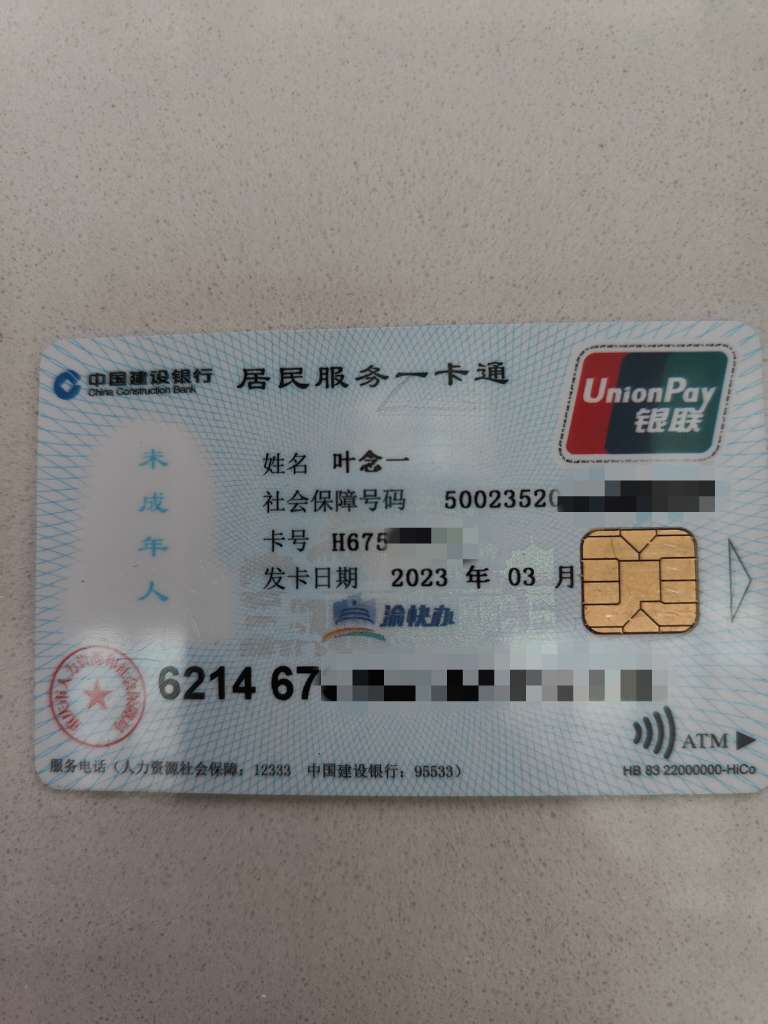 中国建设银行 居民服务一卡通
China Construction Bank
UnionPay
银联
未成年人
姓名 叶念一
社会保障号码 50023520
卡号 H675
发卡日期 2023 年 03 月
渝快办
6214 67
ATM
服务电话(人力资源社会保障:12333 中国建设银行:95533)
HB 83 22000000-HiCo